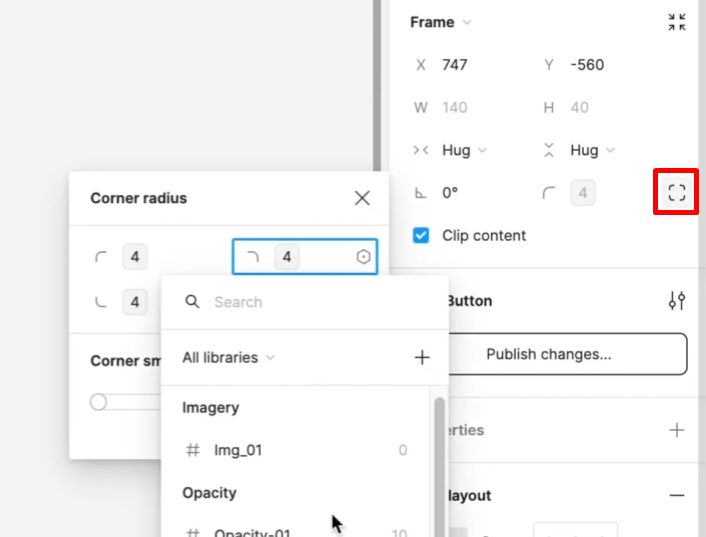 Frame
X 747 Y -560
W 140 H 40
Hug Hug
0° 4
Clip content
Button
Publish changes...
erties
layout
Corner radius
4 4
4
Corner sm
Search
All libraries
Imagery
# Img_01 0
Opacity
# Opacity-01 10